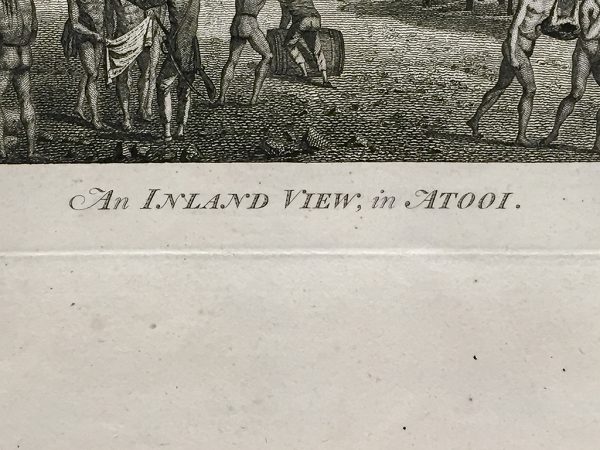 An INLAND VIEW, in ATOOI.